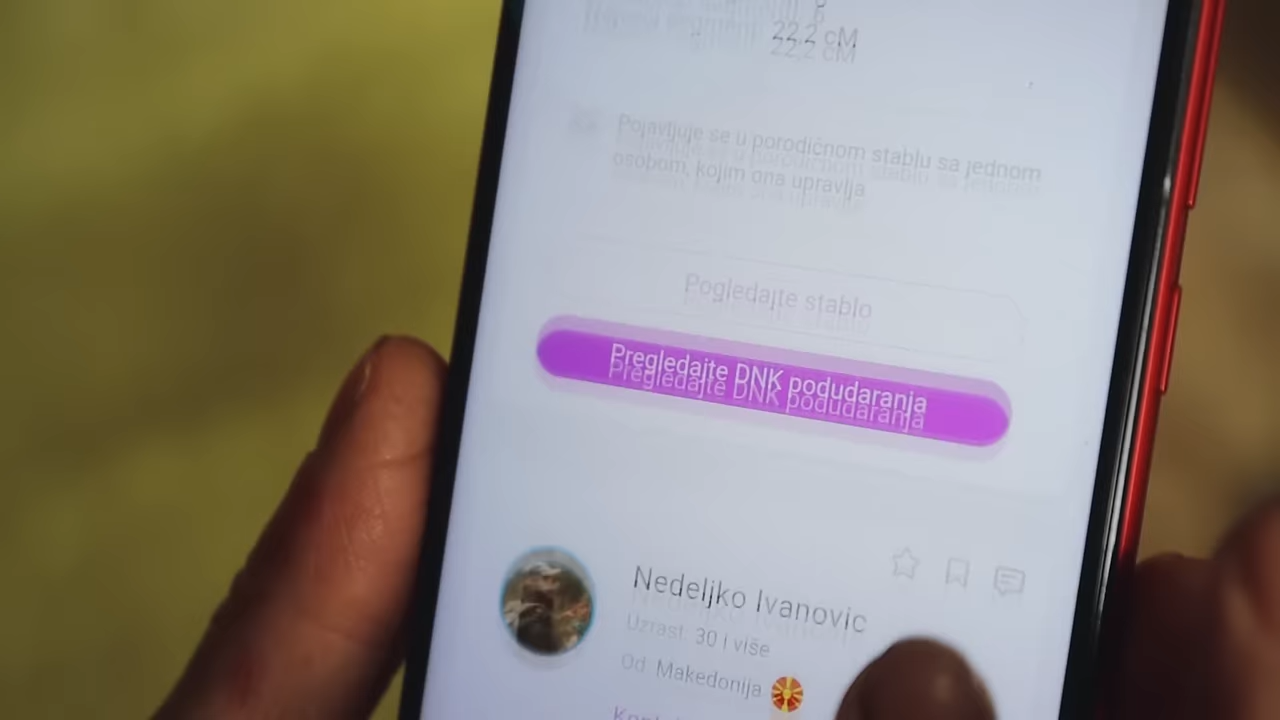 22,2 cM
Pojavljuje se u porodičnom stablu sa jednom
osobom, kojim ona upravlja
Pogledajte stablo
Pregledajte DNK podudaranja
Nedeljko Ivanovic
Uzrast: 30 i više
Od: Makedonija